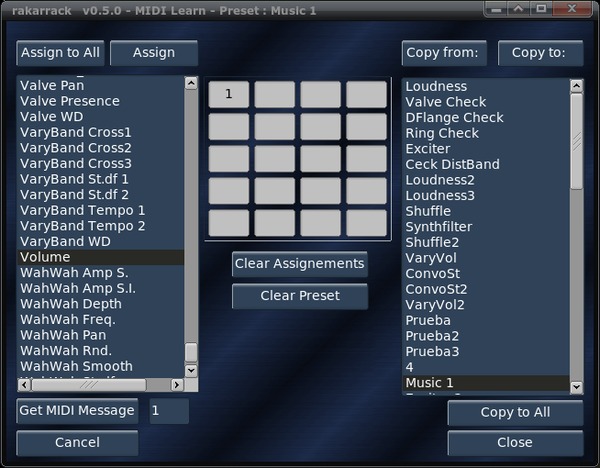 rakarrack v0.5.0 - MIDI Learn - Preset : Music 1
Assign to All
Assign
Copy from:
Copy to:
Valve Pan
Valve Presence
Valve WD
VaryBand Cross1
VaryBand Cross2
VaryBand Cross3
VaryBand St.df 1
VaryBand St.df 2
VaryBand Tempo 1
VaryBand Tempo 2
VaryBand WD
Volume
WahWah Amp S.
WahWah Amp S.I.
WahWah Depth
WahWah Freq.
WahWah Pan
WahWah Rnd.
WahWah Smooth
1
Clear Assignements
Clear Preset
Loudness
Valve Check
DFlange Check
Ring Check
Exciter
Ceck DistBand
Loudness2
Loudness3
Shuffle
Synthfilter
Shuffle2
VaryVol
ConvoSt
ConvoSt2
VaryVol2
Prueba
Prueba2
Prueba3
4
Music 1
Get MIDI Message
1
Copy to All
Cancel
Close